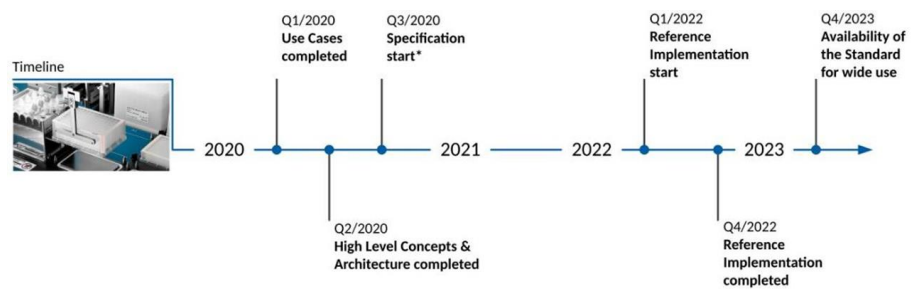 Timeline
Q1/2020
Use Cases
completed
Q3/2020
Specification
start*
Q1/2022
Reference
Implementation
start
Q4/2023
Availability of
the Standard
for wide use
2020
2021
2022
2023
Q2/2020
High Level Concepts &
Architecture completed
Q4/2022
Reference
Implementation
completed